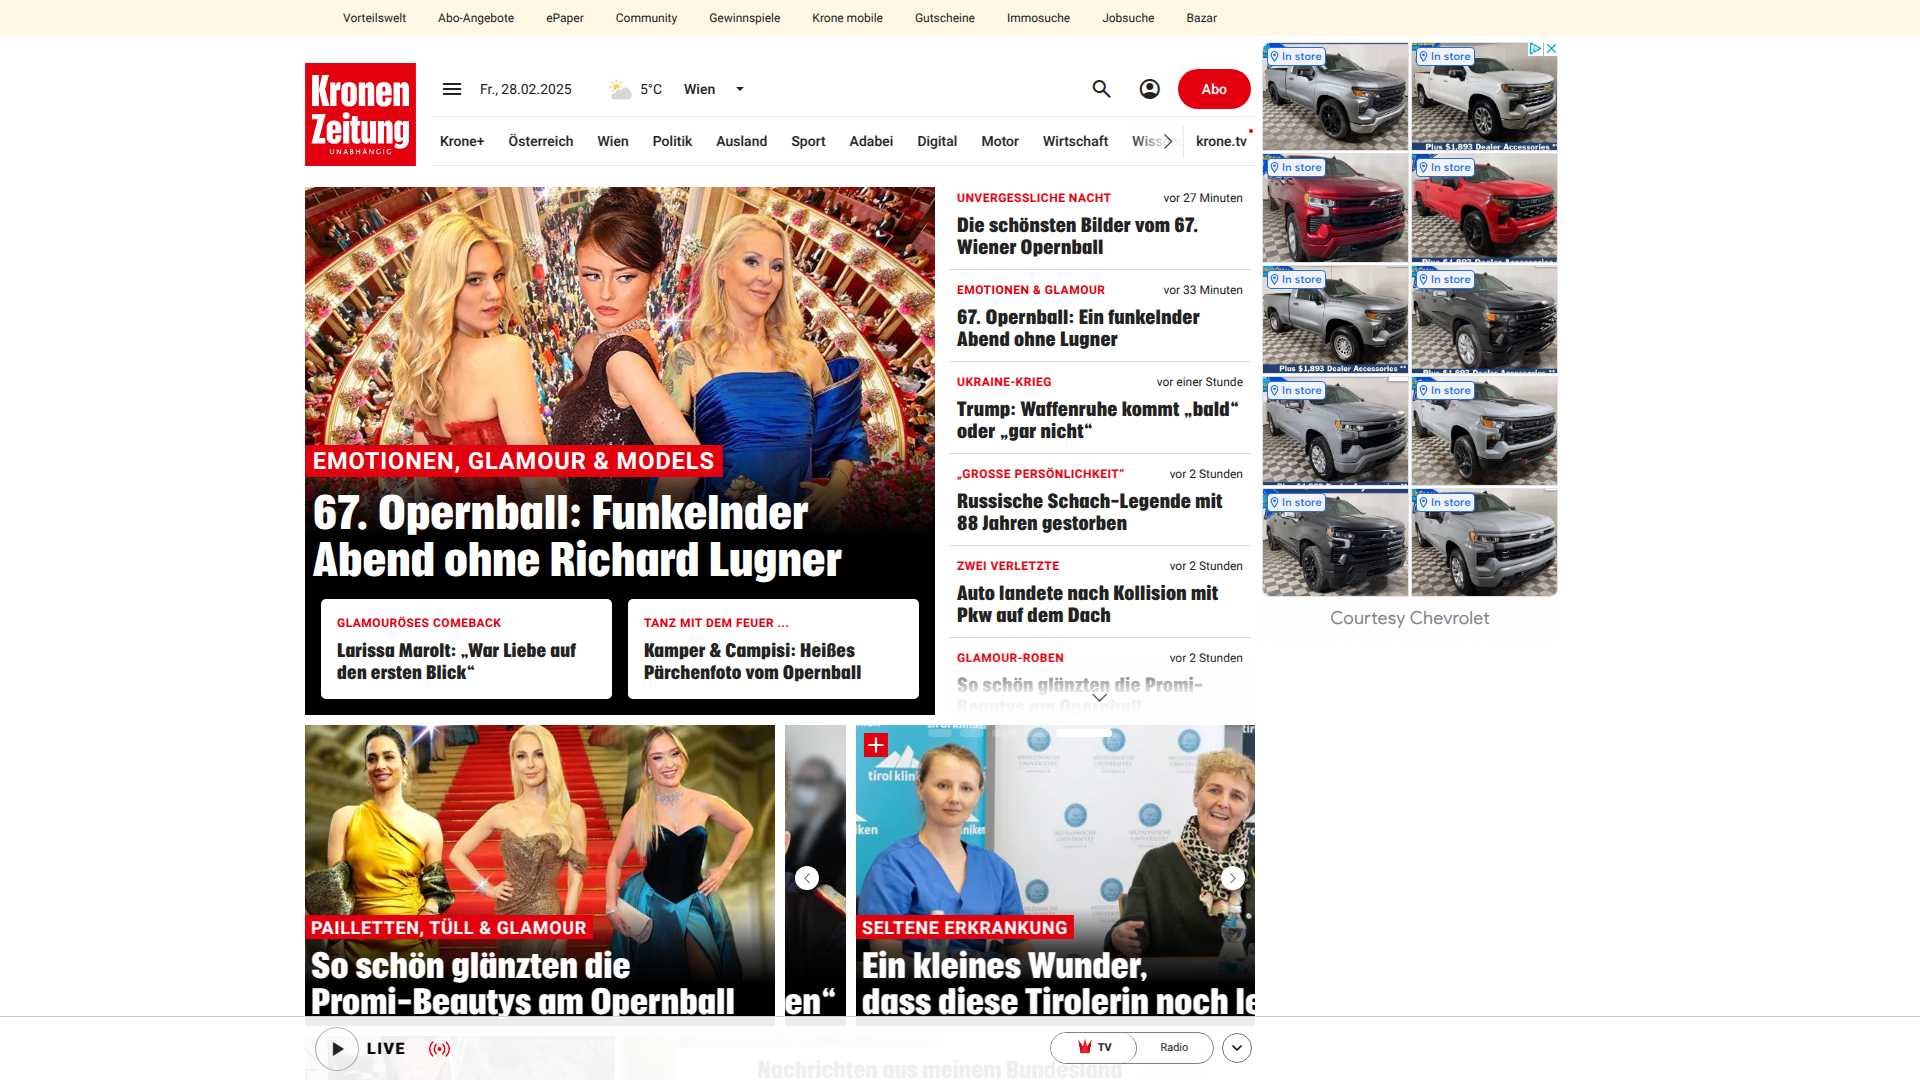 Vorteilswelt
Abo-Angebote
ePaper
Community
Gewinnspiele
Krone mobile
Gutscheine
Immosuche
Jobsuche
Bazar
Kronen
Zeitung
UNABHÄNGIG
Fr., 28.02.2025
5°C
Wien
Abo
Krone+
Österreich
Wien
Politik
Ausland
Sport
Adabei
Digital
Motor
Wirtschaft
Wiss
krone.tv
EMOTIONEN, GLAMOUR & MODELS
67. Opernball: Funkelnder
Abend ohne Richard Lugner
GLAMOURÖSES COMEBACK
Larissa Marolt: „War Liebe auf
den ersten Blick“
TANZ MIT DEM FEUER ...
Kamper & Campisi: Heißes
Pärchenfoto vom Opernball
UNVERGESSLICHE NACHT
vor 27 Minuten
Die schönsten Bilder vom 67.
Wiener Opernball
EMOTIONEN & GLAMOUR
vor 33 Minuten
67. Opernball: Ein funkelnder
Abend ohne Lugner
UKRAINE-KRIEG
vor einer Stunde
Trump: Waffenruhe kommt „bald“
oder „gar nicht“
„GROSSE PERSÖNLICHKEIT“
vor 2 Stunden
Russische Schach-Legende mit
88 Jahren gestorben
ZWEI VERLETZTE
vor 2 Stunden
Auto landete nach Kollision mit
Pkw auf dem Dach
GLAMOUR-ROBEN
vor 2 Stunden
So schön glänzten die Promi-
Beautys am Opernball
In store
In store
Plus $1,893 Dealer Accessories **
In store
In store
In store
In store
Plus $1,893 Dealer Accessories **
In store
In store
In store
In store
Courtesy Chevrolet
PAILLETTEN, TÜLL & GLAMOUR
So schön glänzten die
Promi-Beautys am Opernball
en“
tirol klin
niken
SELTENE ERKRANKUNG
Ein kleines Wunder,
dass diese Tirolerin noch le
LIVE
TV
Radio
Nachrichten aus meinem Bundesland